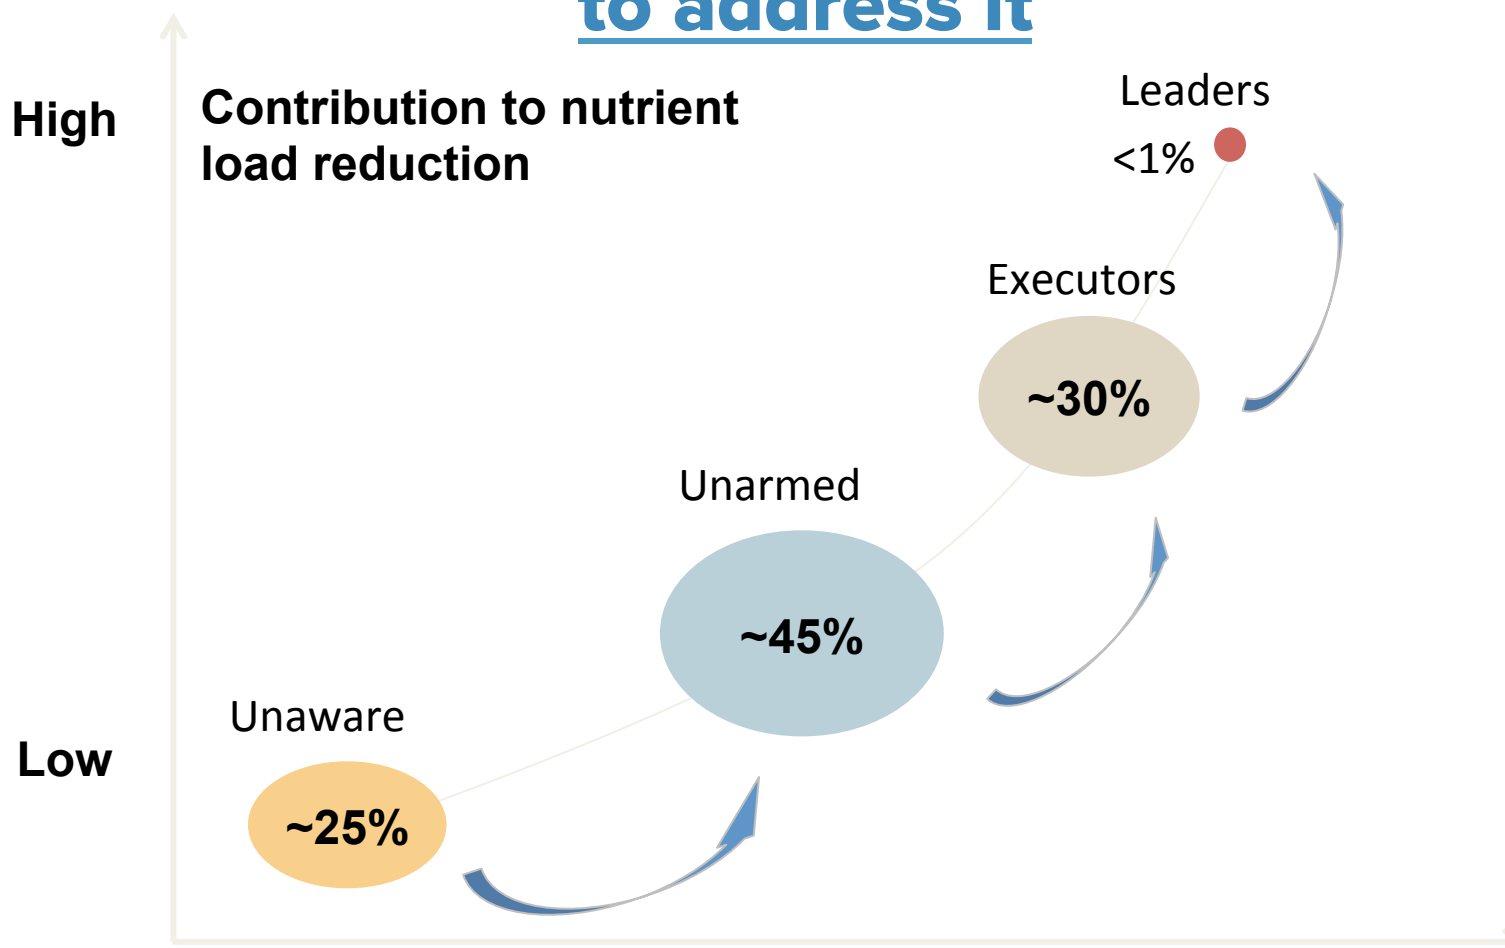 to address it
High
Contribution to nutrient
load reduction
Leaders
<1%
Executors
~30%
Unarmed
~45%
Unaware
Low
~25%